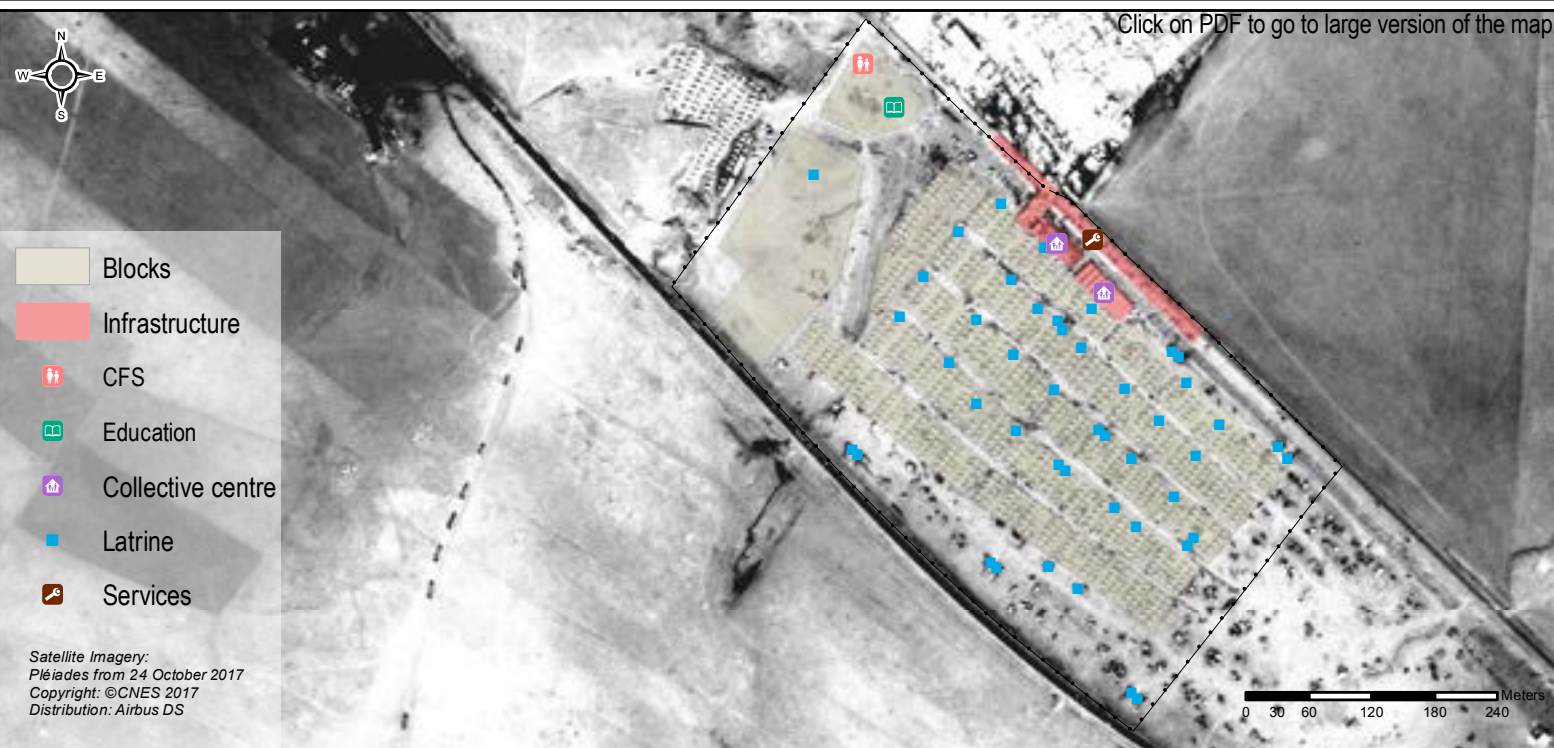 Click on PDF to go to large version of the map
N
W E
S
Blocks
Infrastructure
CFS
Education
Collective centre
Latrine
Services
Satellite Imagery:
Pléiades from 24 October 2017
Copyright: ©CNES 2017
Distribution: Airbus DS
Meters
0 30 60 120 180 240